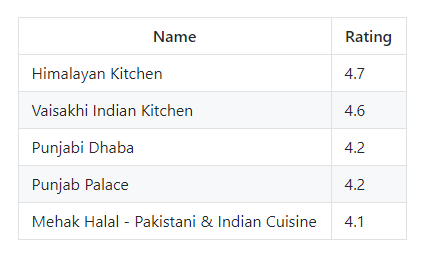 Name Rating
Himalayan Kitchen 4.7
Vaisakhi Indian Kitchen 4.6
Punjabi Dhaba 4.2
Punjab Palace 4.2
Mehak Halal - Pakistani & Indian Cuisine 4.1